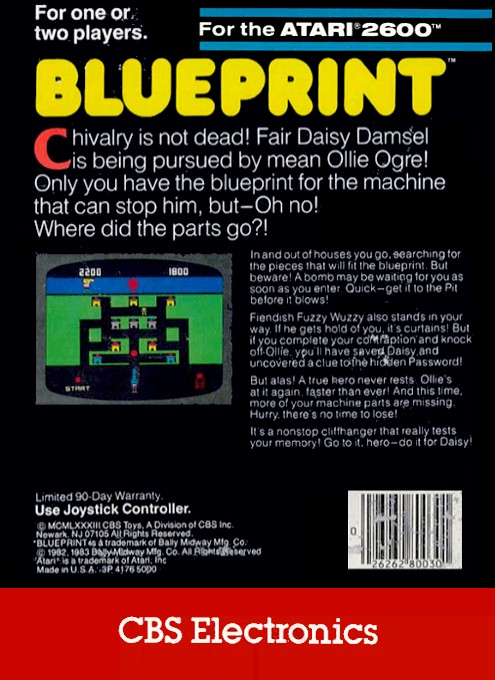 For one or
two players.
For the ATARI® 2600™
BLUEPRINT™
Chivalry is not dead! Fair Daisy Damsel
is being pursued by mean Ollie Ogre!
Only you have the blueprint for the machine
that can stop him, but—Oh no!
Where did the parts go?!
2200 1800
START
In and out of houses you go, searching for
the pieces that will fit the blueprint. But
beware! A bomb may be waiting for you as
soon as you enter. Quick—get it to the Pit
before it blows!
Fiendish Fuzzy Wuzzy also stands in your
way. If he gets hold of you, it's curtains! But
if you complete your contraption and knock
off Ollie, you'll have saved Daisy and
uncovered a clue to the hidden Password!
But alas! A true hero never rests. Ollie's
at it again, faster than ever! And this time,
more of your machine parts are missing.
Hurry, there's no time to lose!
It's a nonstop cliffhanger that really tests
your memory! Go to it, hero—do it for Daisy!
Limited 90-Day Warranty.
Use Joystick Controller.
© MCMLXXXIII CBS Toys, A Division of CBS Inc.
Newark, NJ 07105 All Rights Reserved.
"BLUEPRINT" is a trademark of Bally Midway Mfg. Co.
© 1982, 1983 Bally-Midway Mfg. Co. All Rights Reserved
"Atari" is a trademark of Atari, Inc
Made in U.S.A. 3P 4176 5000
0 26262 80030
CBS Electronics